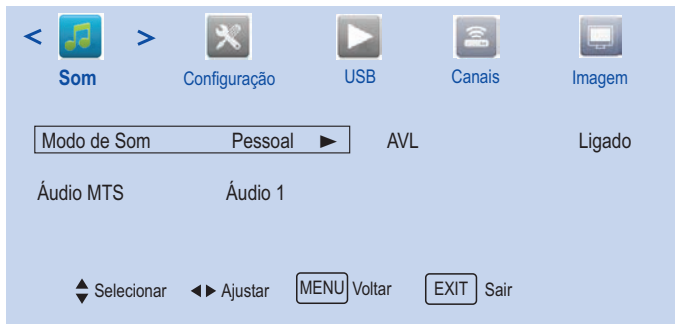 < >
Som Configuração USB Canais Imagem
Modo de Som Pessoal ► AVL Ligado
Áudio MTS Áudio 1
Selecionar Ajustar MENU Voltar EXIT Sair